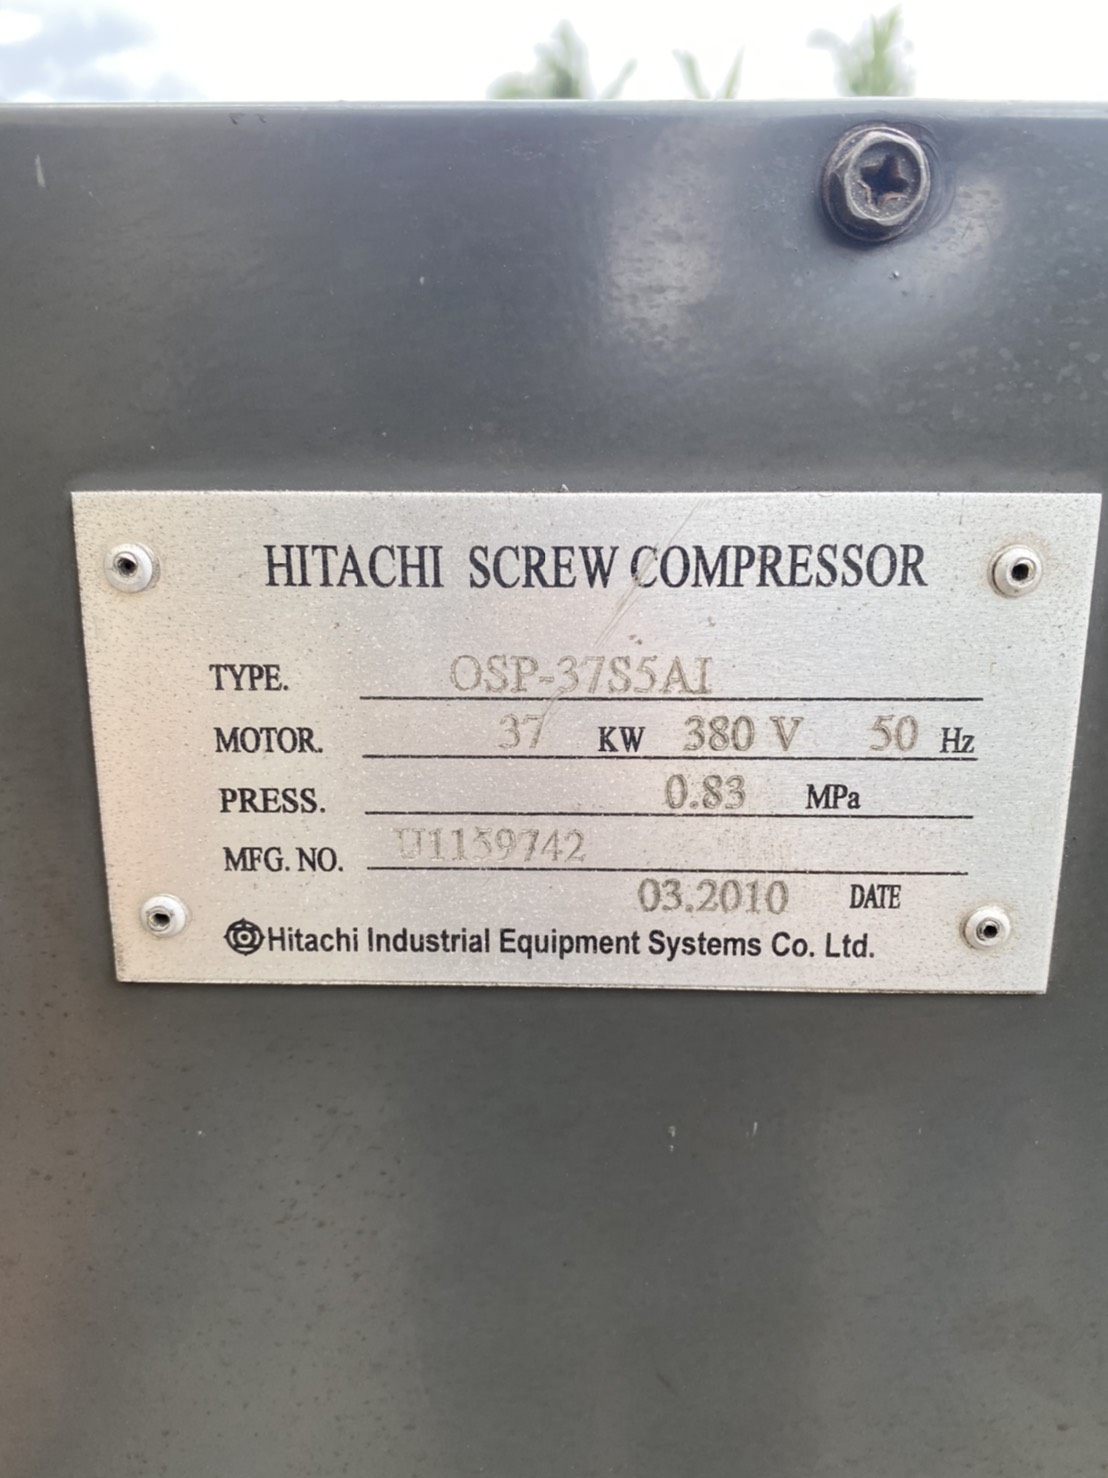 HITACHI SCREW COMPRESSOR
TYPE. OSP-37S5AI
MOTOR. 37 KW 380 V 50 Hz
PRESS. 0.83 MPa
MFG. NO. U1159742
03.2010 DATE
Hitachi Industrial Equipment Systems Co. Ltd.